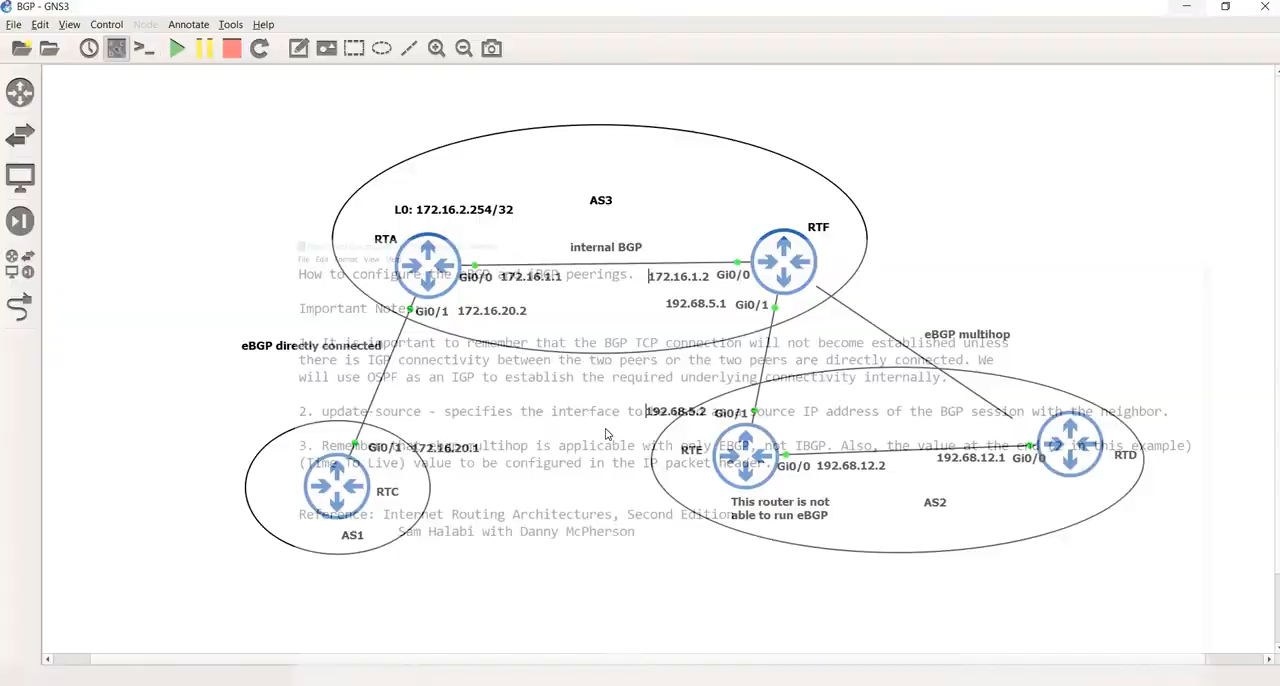 BGP - GNS3
File Edit View Control Node Annotate Tools Help
AS3
L0: 172.16.2.254/32
RTF
RTA
internal BGP
File Edit Format View
How to configure the eBGP and iBGP peerings.
Gi0/0 172.16.1.1
172.16.1.2 Gi0/0
192.68.5.1 Gi0/1
Important Notes
Gi0/1 172.16.20.2
eBGP multihop
eBGP directly connected
1. It is important to remember that the BGP TCP connection will not become established unless
there is IGP connectivity between the two peers or the two peers are directly connected. We
will use OSPF as an IGP to establish the required underlying connectivity internally.
2. update-source - specifies the interface to source IP address of the BGP session with the neighbor.
192.68.5.2 Gi0/1
3. Remember that ebgp-multihop is applicable with only EBGP, not IBGP. Also, the value at the end (2 in this example)
(Time To Live) value to be configured in the IP packet header.
Gi0/1 172.16.20.1
RTE
192.68.12.1 Gi0/0
RTD
Gi0/0 192.68.12.2
RTC
This router is not
able to run eBGP
AS2
Reference: Internet Routing Architectures, Second Edition
Sam Halabi with Danny McPherson
AS1